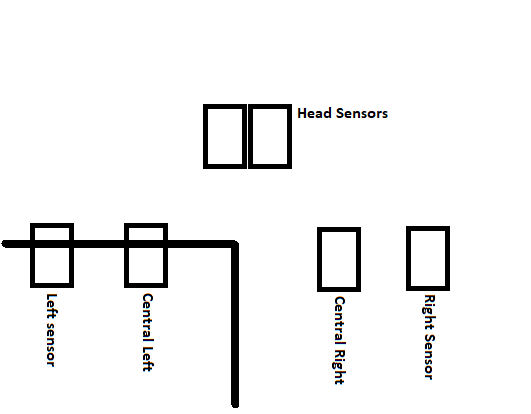 Head Sensors
Left sensor
Central Left
Central Right
Right Sensor